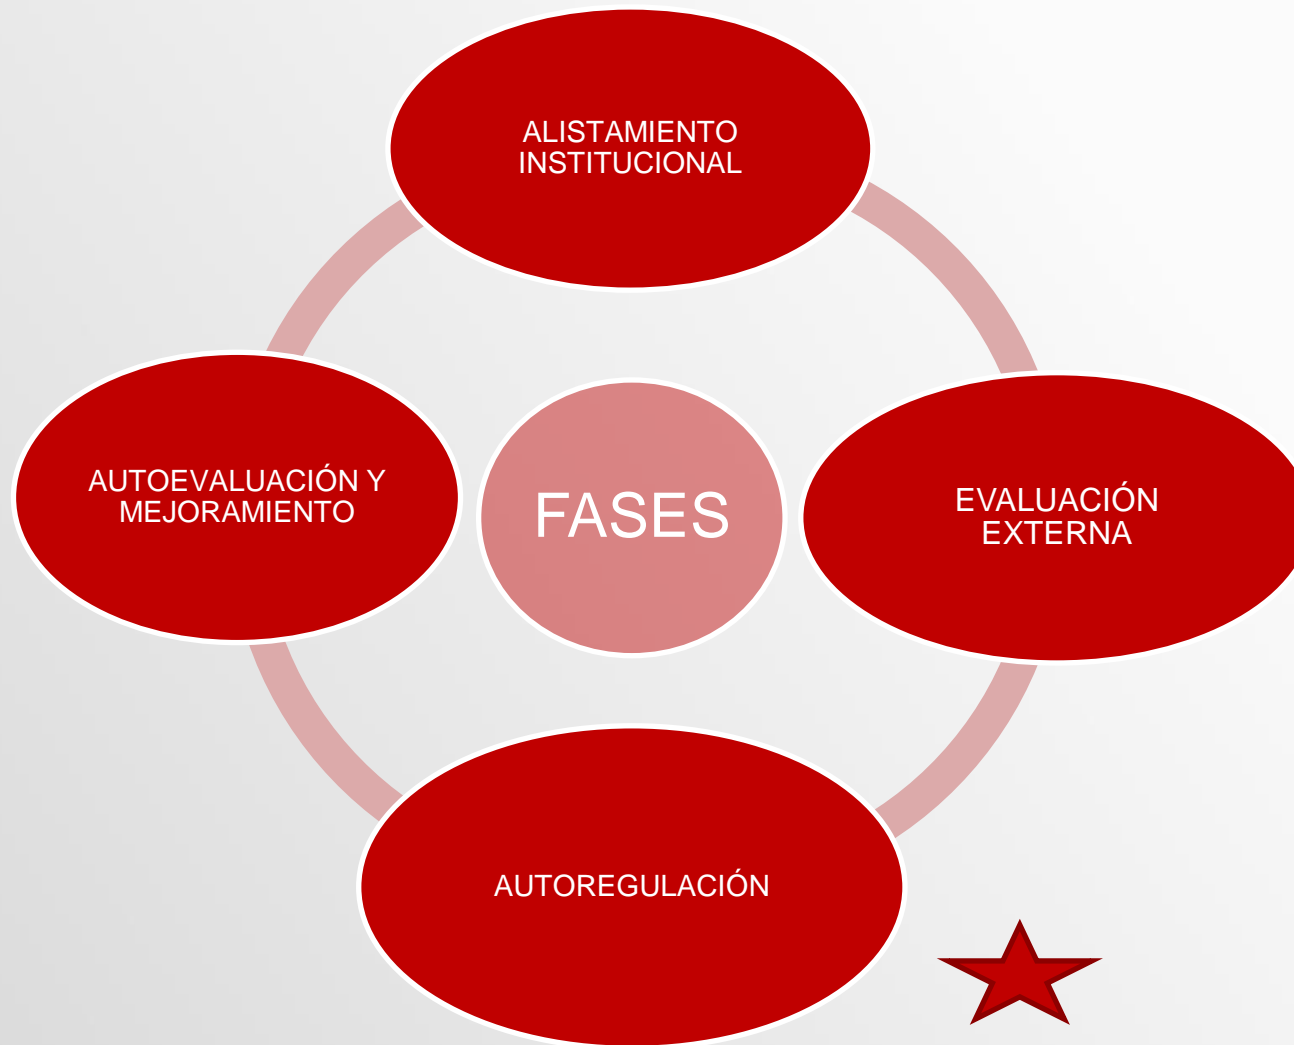 ALISTAMIENTO
INSTITUCIONAL
AUTOEVALUACIÓN Y
MEJORAMIENTO
FASES
EVALUACIÓN
EXTERNA
AUTOREGULACIÓN